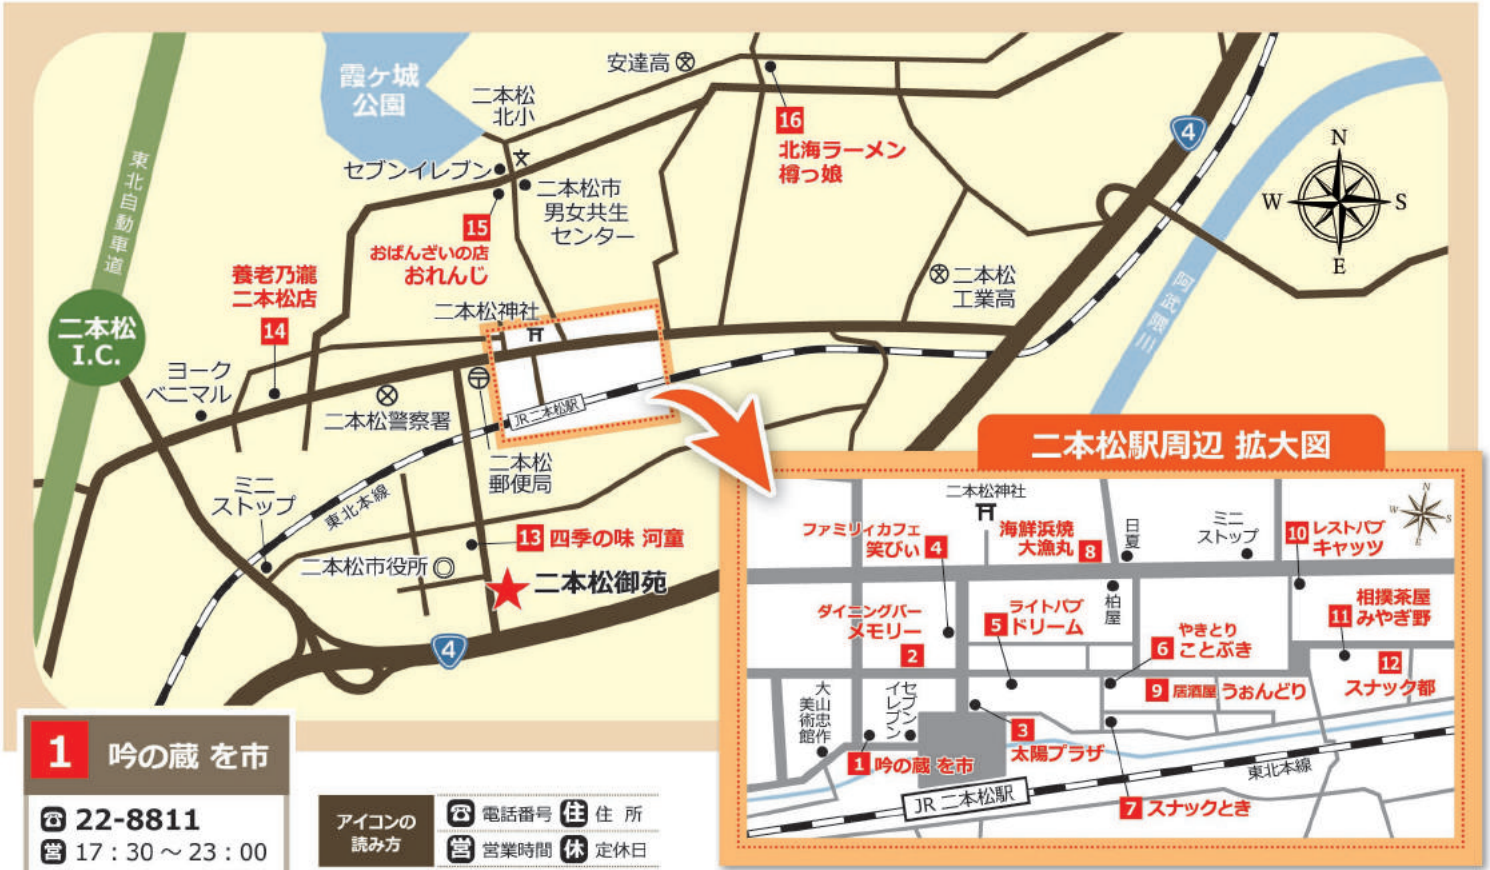 霞ヶ城
公園
安達高
二本松
北小
セブンイレブン
二本松市
男女共生
センター
16
北海ラーメン
樽っ娘
4
N
W
S
E
東北自動車道
15
おばんざいの店
おれんじ
養老乃瀧
二本松店
14
二本松神社
二本松
工業高
阿武隈川
二本松
I.C.
ヨーク
ベニマル
二本松警察署
JR 二本松駅
二本松
郵便局
ミニ
ストップ
東北本線
13 四季の味 河童
二本松市役所
二本松御苑
4
二本松駅周辺 拡大図
二本松神社
ファミリィカフェ
笑びぃ 4
海鮮浜焼
大漁丸 8
日夏
ミニ
ストップ
10 レストパブ
キャッツ
N
W
S
E
ダイニングバー
メモリー
2
5 ライトパブ
ドリーム
柏屋
6 やきとり
ことぶき
相撲茶屋
11 みやぎ野
12
スナック都
9 居酒屋 うぉんどり
大山忠作
美術館
セブン
イレブン
3
太陽プラザ
1 吟の蔵 を市
JR 二本松駅
東北本線
7 スナックとき
1 吟の蔵 を市
22-8811
営 17：30～23：00
アイコンの
読み方
電話番号 住 住 所
営 営業時間 休 定休日